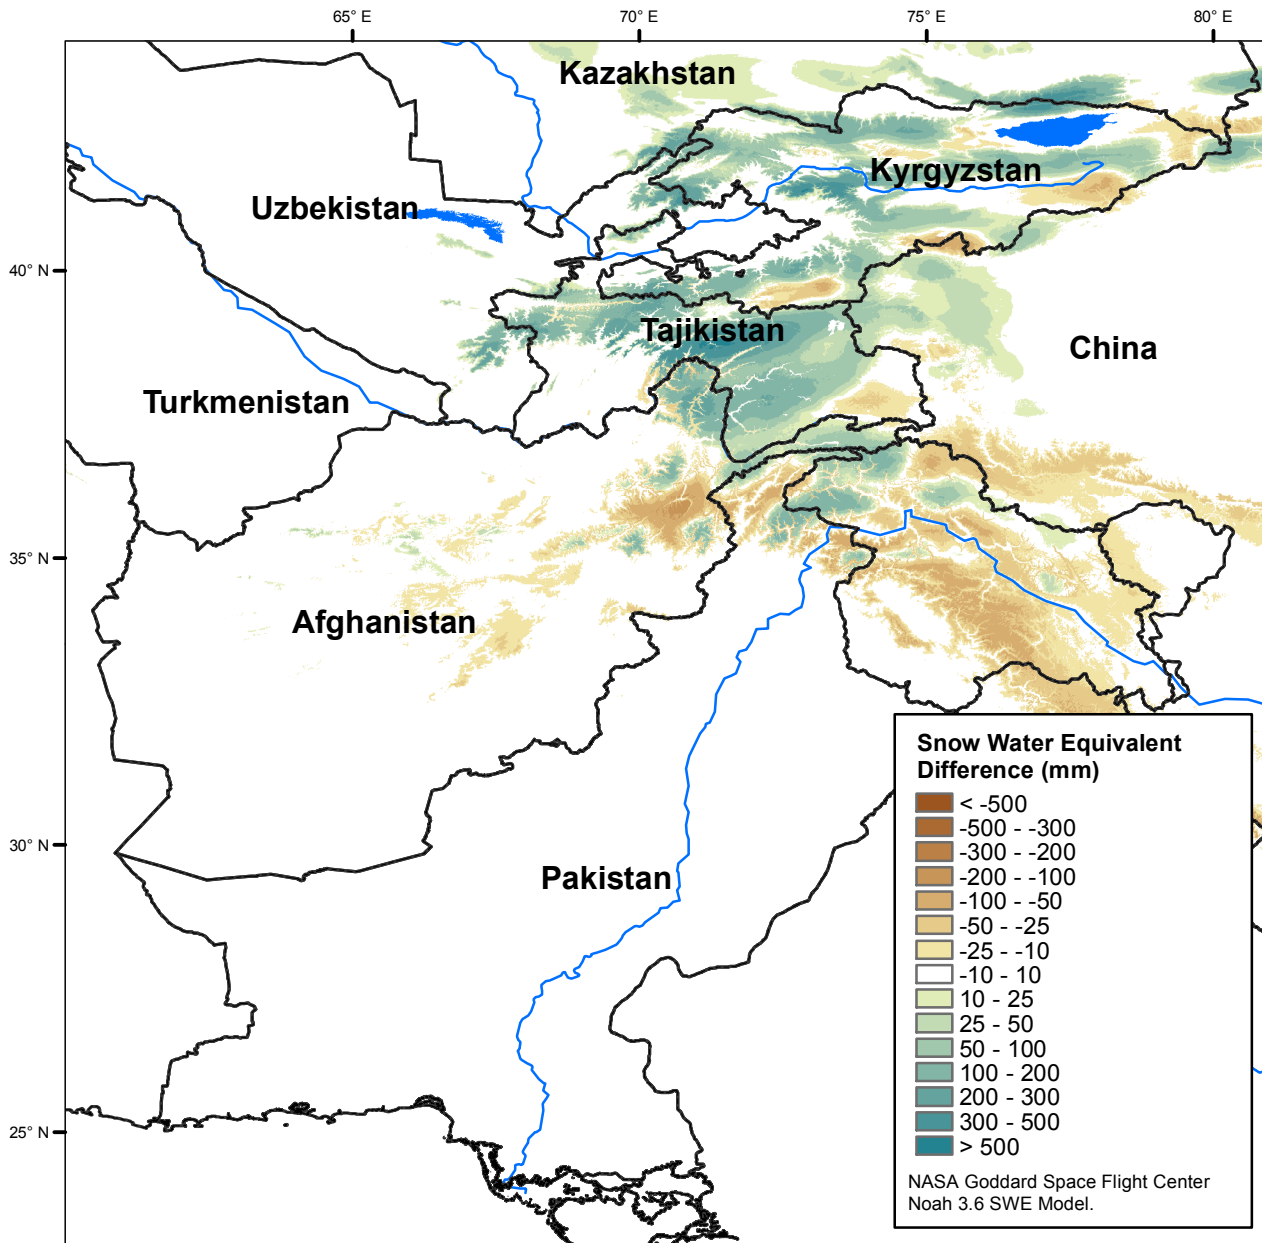 65° E
70° E
75° E
80° E
Kazakhstan
Kyrgyzstan
Uzbekistan
40° N
Tajikistan
China
Turkmenistan
35° N
Afghanistan
30° N
Pakistan
25° N
Snow Water Equivalent
Difference (mm)
< -500
-500 - -300
-300 - -200
-200 - -100
-100 - -50
-50 - -25
-25 - -10
-10 - 10
10 - 25
25 - 50
50 - 100
100 - 200
200 - 300
300 - 500
> 500
NASA Goddard Space Flight Center
Noah 3.6 SWE Model.